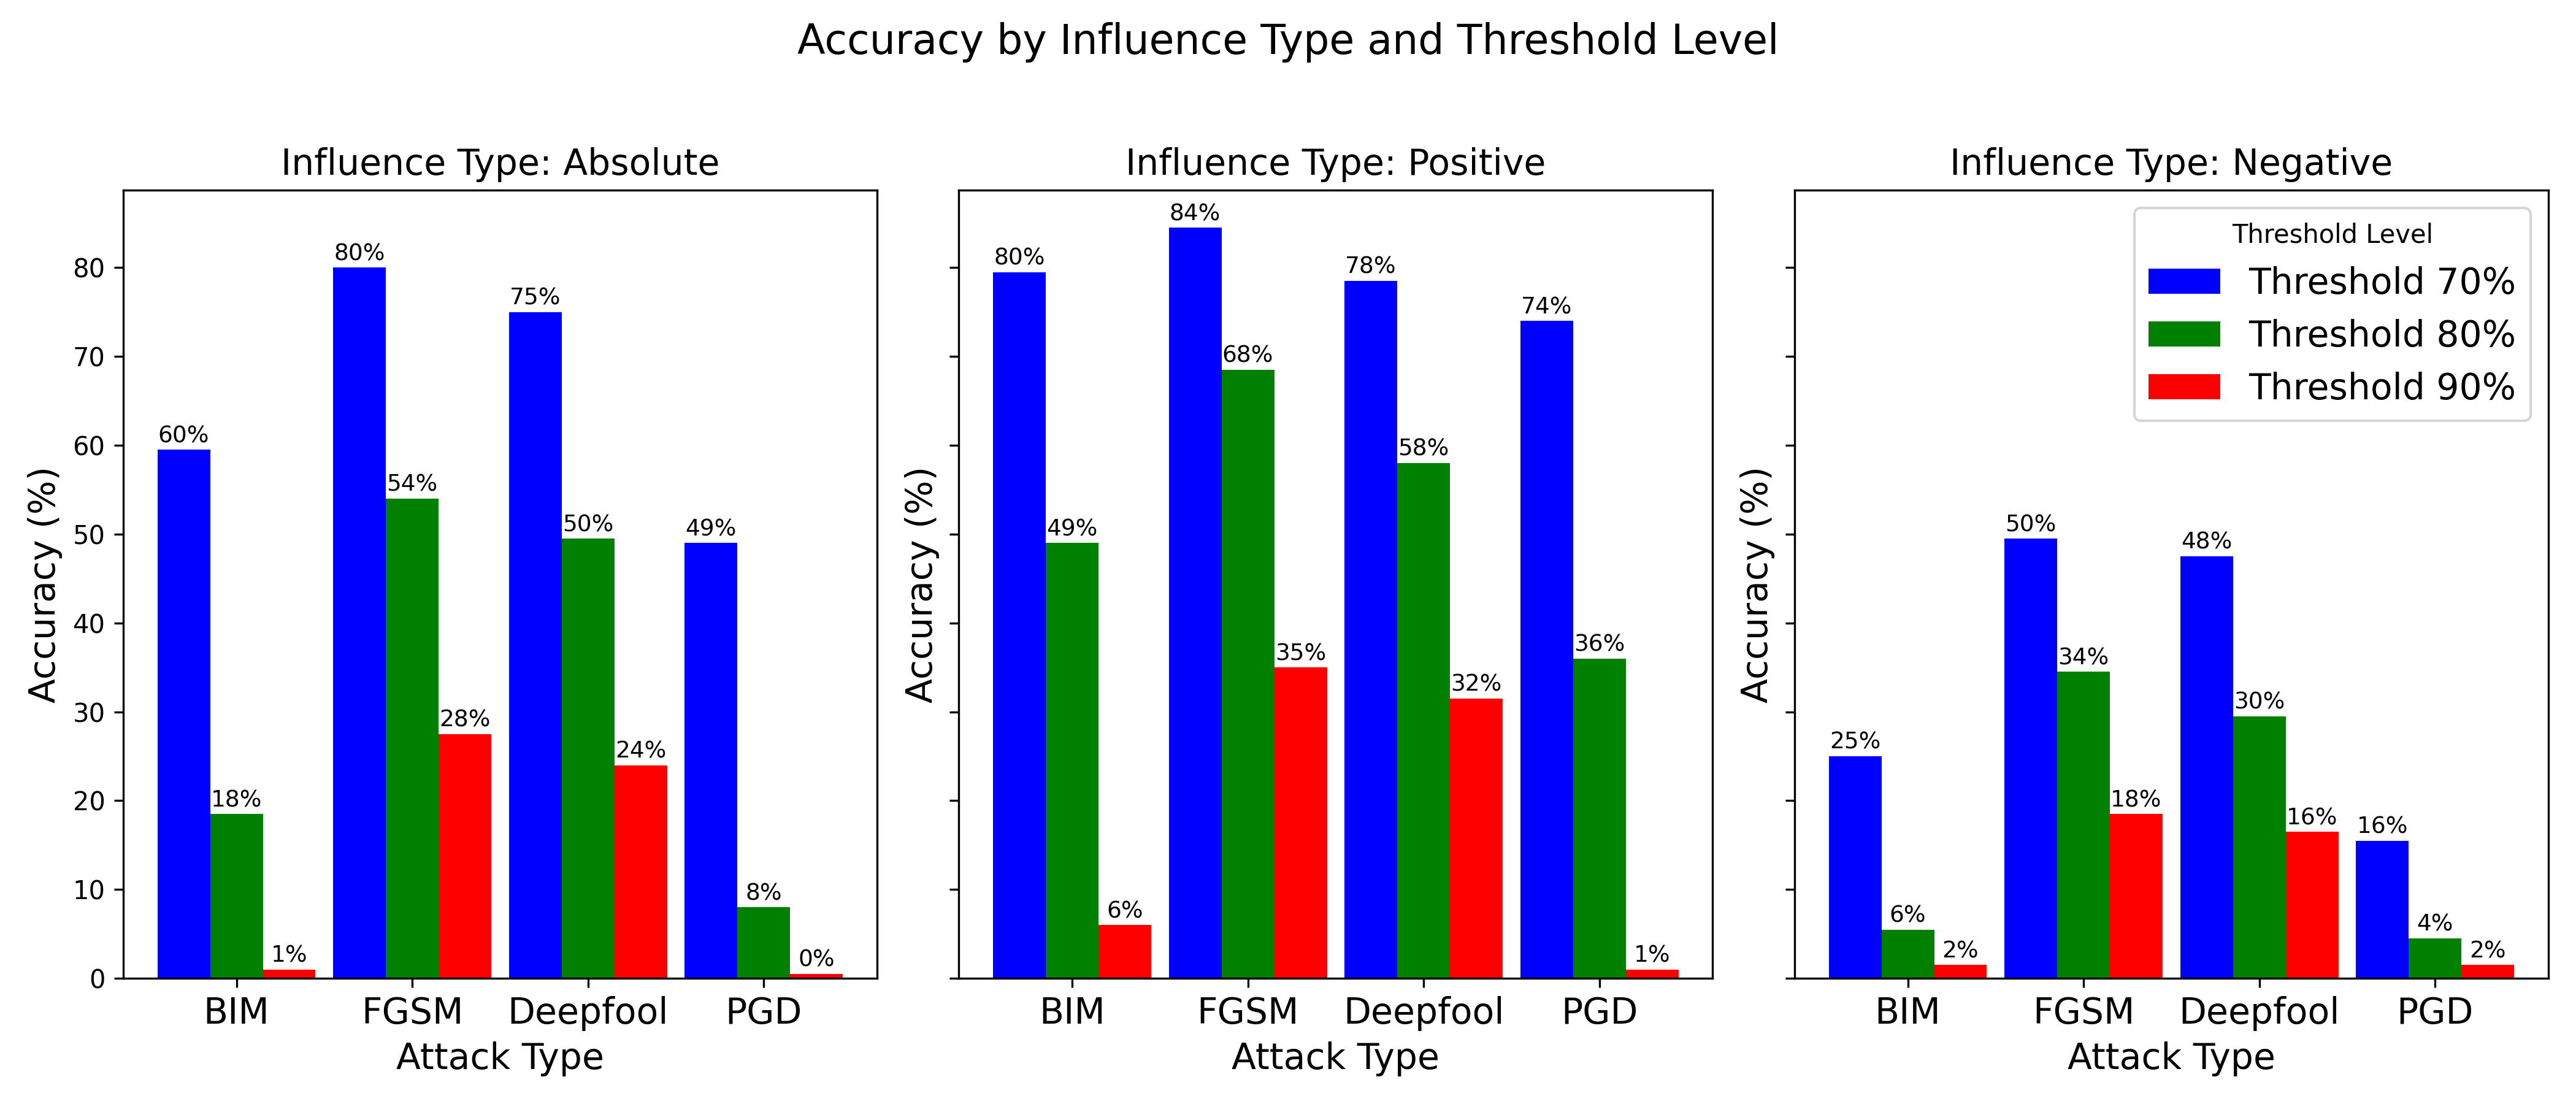 Accuracy by Influence Type and Threshold Level
Influence Type: Absolute
Accuracy (%)
80
70
60
50
40
30
20
10
0
60%
18%
1%
80%
54%
28%
75%
50%
24%
49%
8%
0%
BIM FGSM Deepfool PGD
Attack Type
Influence Type: Positive
Accuracy (%)
80%
49%
6%
84%
68%
35%
78%
58%
32%
74%
36%
1%
BIM FGSM Deepfool PGD
Attack Type
Influence Type: Negative
Accuracy (%)
Threshold Level
Threshold 70%
Threshold 80%
Threshold 90%
25%
6%
2%
50%
34%
18%
48%
30%
16%
16%
4%
2%
BIM FGSM Deepfool PGD
Attack Type